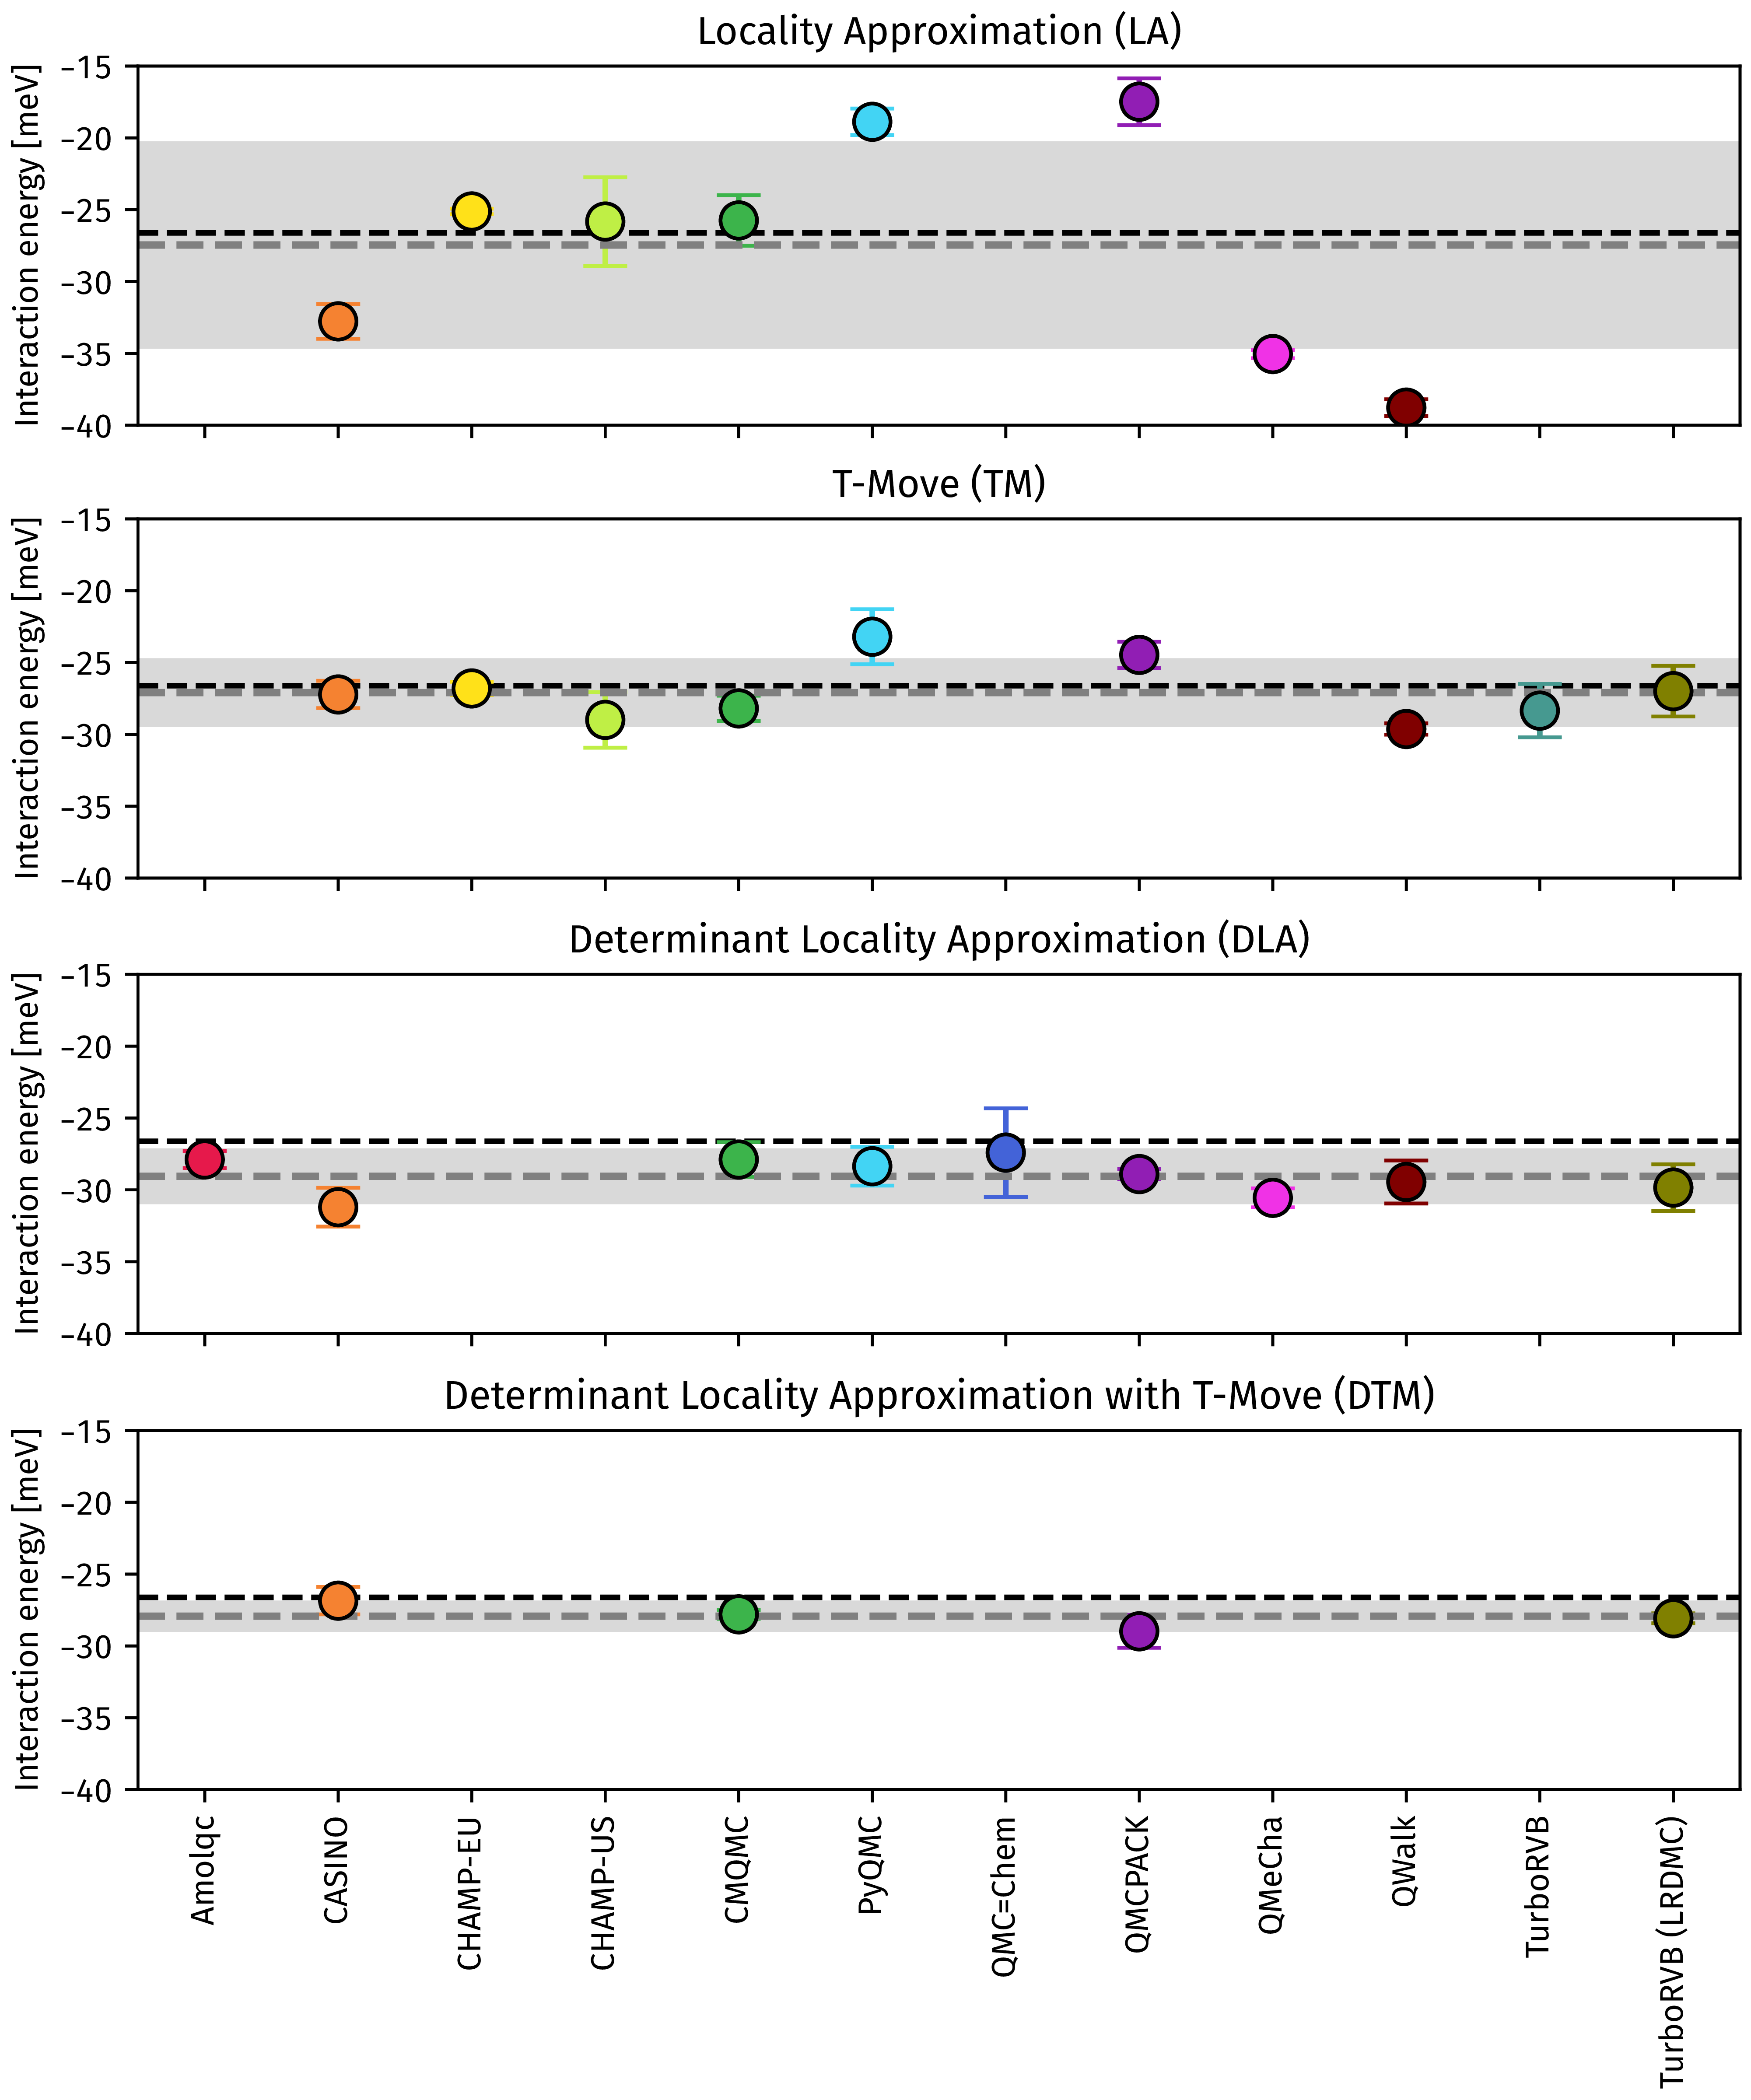 Locality Approximation (LA)
Interaction energy [meV]
−15
−20
−25
−30
−35
−40
T-Move (TM)
Interaction energy [meV]
−15
−20
−25
−30
−35
−40
Determinant Locality Approximation (DLA)
Interaction energy [meV]
−15
−20
−25
−30
−35
−40
Determinant Locality Approximation with T-Move (DTM)
Interaction energy [meV]
−15
−20
−25
−30
−35
−40
Amolqc
CASINO
CHAMP-EU
CHAMP-US
CMQMC
PyQMC
QMC=Chem
QMCPACK
QMeCha
QWalk
TurboRVB
TurboRVB (LRDMC)